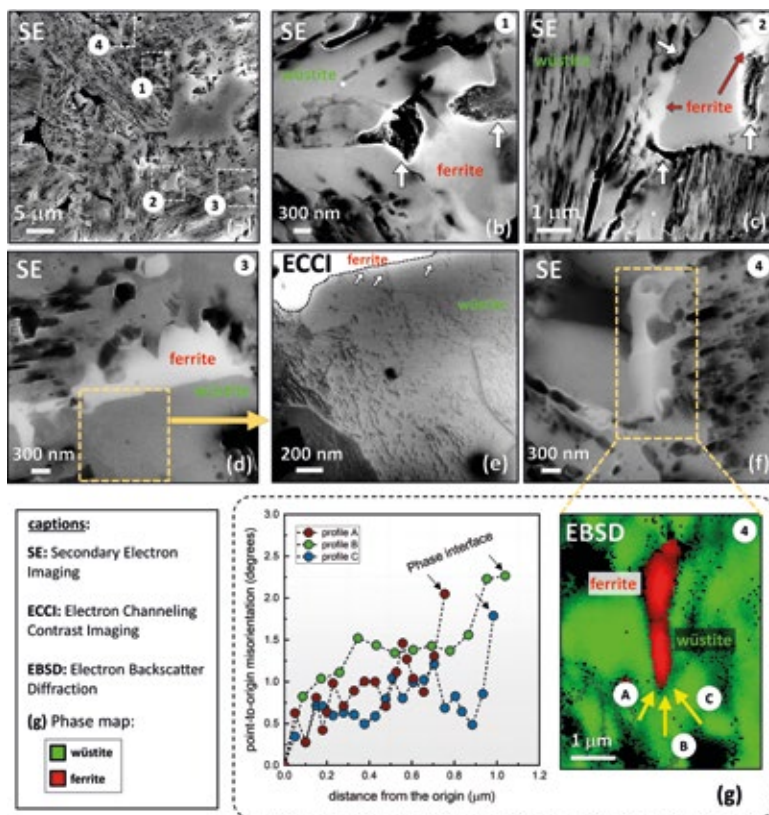 SE
4
1
2
3
5 µm
SE
1
wüstite
ferrite
300 nm
(b)
SE
2
wüstite
ferrite
1 µm
(c)
SE
3
ferrite
wüstite
300 nm
(d)
ECCI
ferrite
wüstite
200 nm
(e)
SE
4
300 nm
(f)
captions:
SE: Secondary Electron
Imaging
ECCI: Electron Channeling
Contrast Imaging
EBSD: Electron Backscatter
Diffraction
(g) Phase map:
wüstite
ferrite
point-to-origin misorientation (degrees)
3.0
2.5
2.0
1.5
1.0
0.5
0.0
profile A
profile B
profile C
Phase interface
0.0
0.2
0.4
0.6
0.8
1.0
1.2
distance from the origin (µm)
EBSD
4
ferrite
wüstite
A
B
C
1 µm
(g)